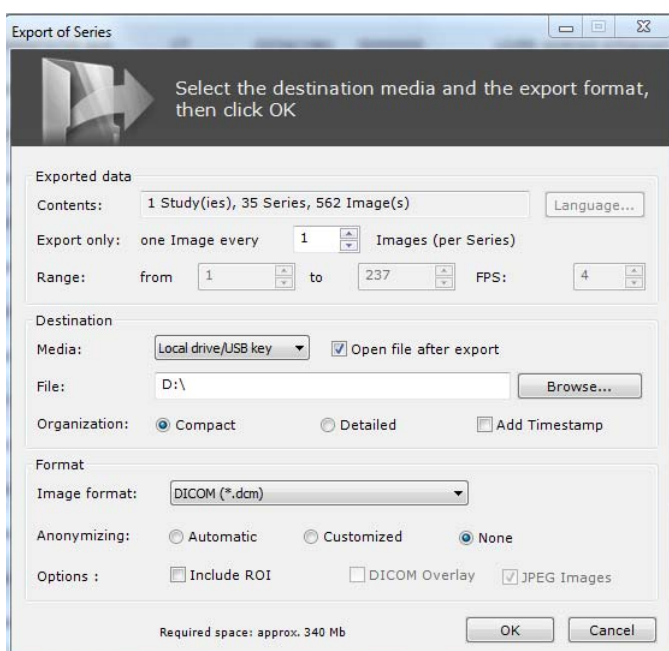 Export of Series
Select the destination media and the export format,
then click OK
Exported data
Contents: 1 Study(ies), 35 Series, 562 Image(s) Language...
Export only: one Image every 1 Images (per Series)
Range: from 1 to 237 FPS: 4
Destination
Media: Local drive/USB key Open file after export
File: D:\ Browse...
Organization: Compact Detailed Add Timestamp
Format
Image format: DICOM (*.dcm)
Anonymizing: Automatic Customized None
Options : Include ROI DICOM Overlay JPEG Images
Required space: approx. 340 Mb OK Cancel